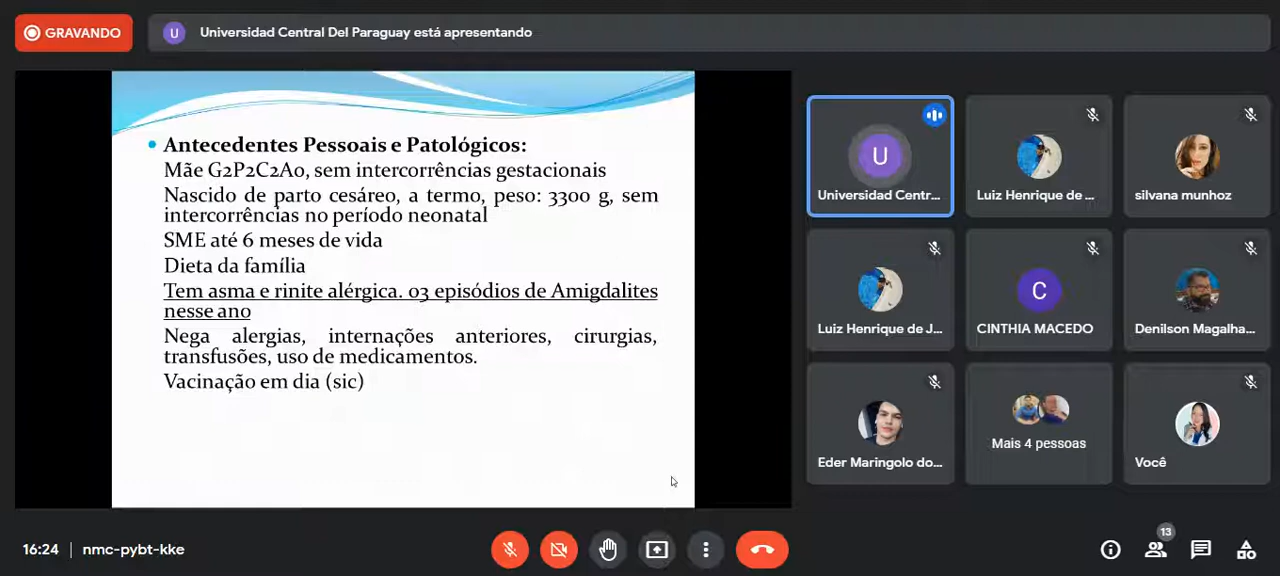 GRAVANDO
U
Universidad Central Del Paraguay está apresentando
• Antecedentes Pessoais e Patológicos:
Mãe G2P2C2A0, sem intercorrências gestacionais
Nascido de parto cesáreo, a termo, peso: 3300 g, sem
intercorrências no período neonatal
SME até 6 meses de vida
Dieta da família
Tem asma e rinite alérgica. 03 episódios de Amigdalites
nesse ano
Nega alergias, internações anteriores, cirurgias,
transfusões, uso de medicamentos.
Vacinação em dia (sic)
U
Universidad Centr...
Luiz Henrique de ...
silvana munhoz
Luiz Henrique de J...
C
CINTHIA MACEDO
Denilson Magalha...
Eder Maringolo do...
Mais 4 pessoas
Você
16:24 | nmc-pybt-kke
13